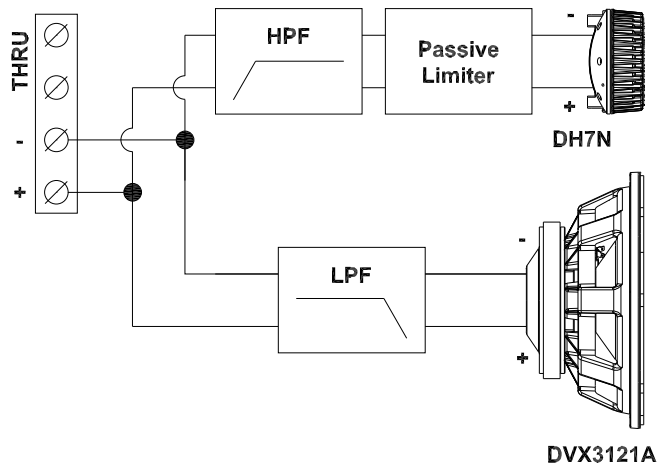 THRU
-
+
HPF
Passive
Limiter
-
+
DH7N
LPF
-
+
DVX3121A